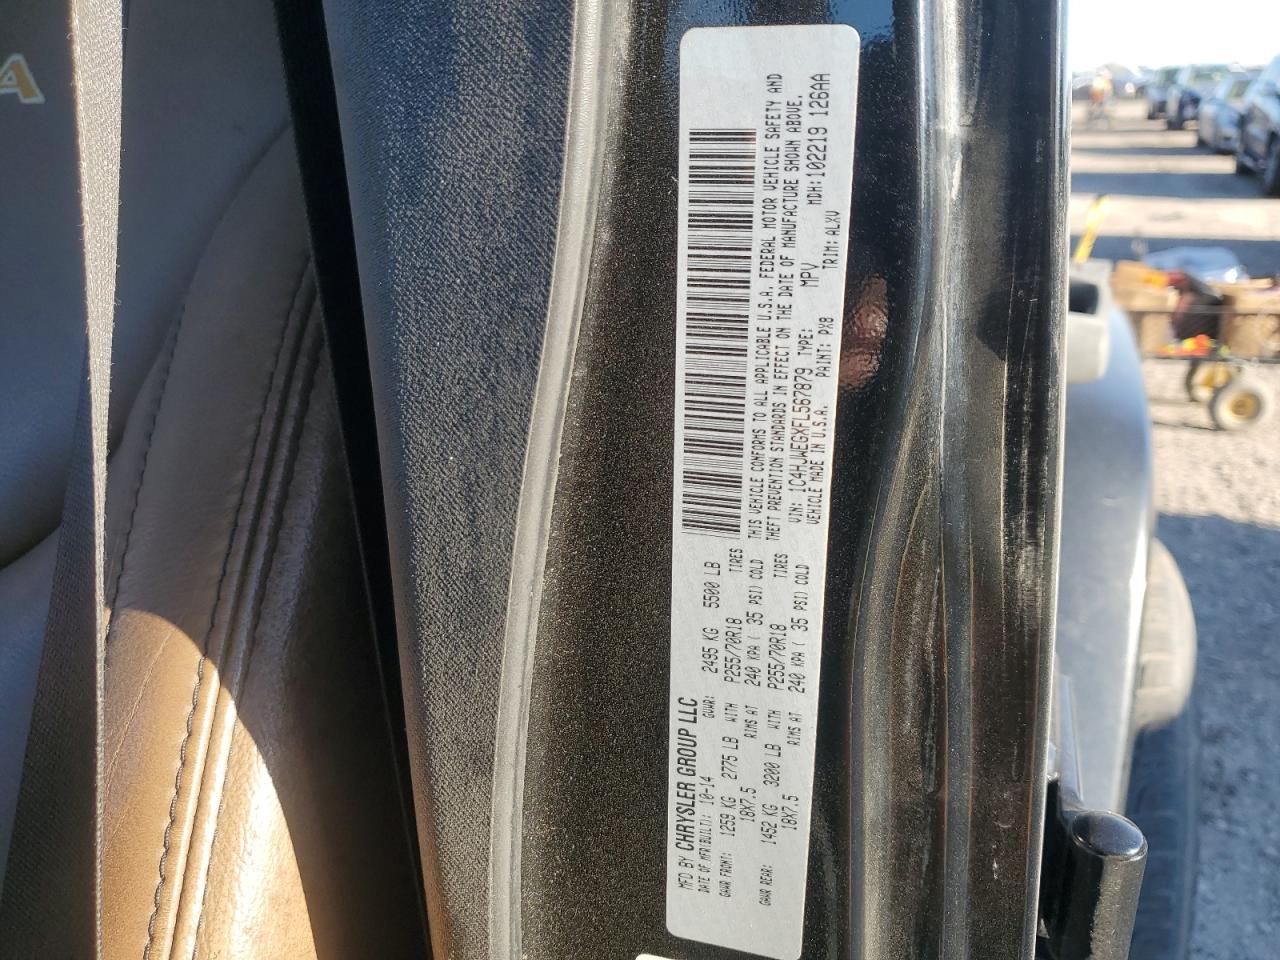 MFD BY CHRYSLER GROUP LLC
DATE OF MFR(BUILT): 10-14 GVWR: 2495 KG 5500 LB
GAWR FRONT: 1259 KG 2775 LB WITH P255/70R18 TIRES
18X7.5 RIMS AT 240 KPA ( 35 PSI) COLD
GAWR REAR: 1452 KG 3200 LB WITH P255/70R18 TIRES
18X7.5 RIMS AT 240 KPA ( 35 PSI) COLD
THIS VEHICLE CONFORMS TO ALL APPLICABLE U.S.A. FEDERAL MOTOR VEHICLE SAFETY AND
THEFT PREVENTION STANDARDS IN EFFECT ON THE DATE OF MANUFACTURE SHOWN ABOVE.
VIN: 1C4HJWEGXFL567879 TYPE: MPV MDH: 102219 126AA
VEHICLE MADE IN U.S.A. PAINT: PX8 TRIM: ALXV
A